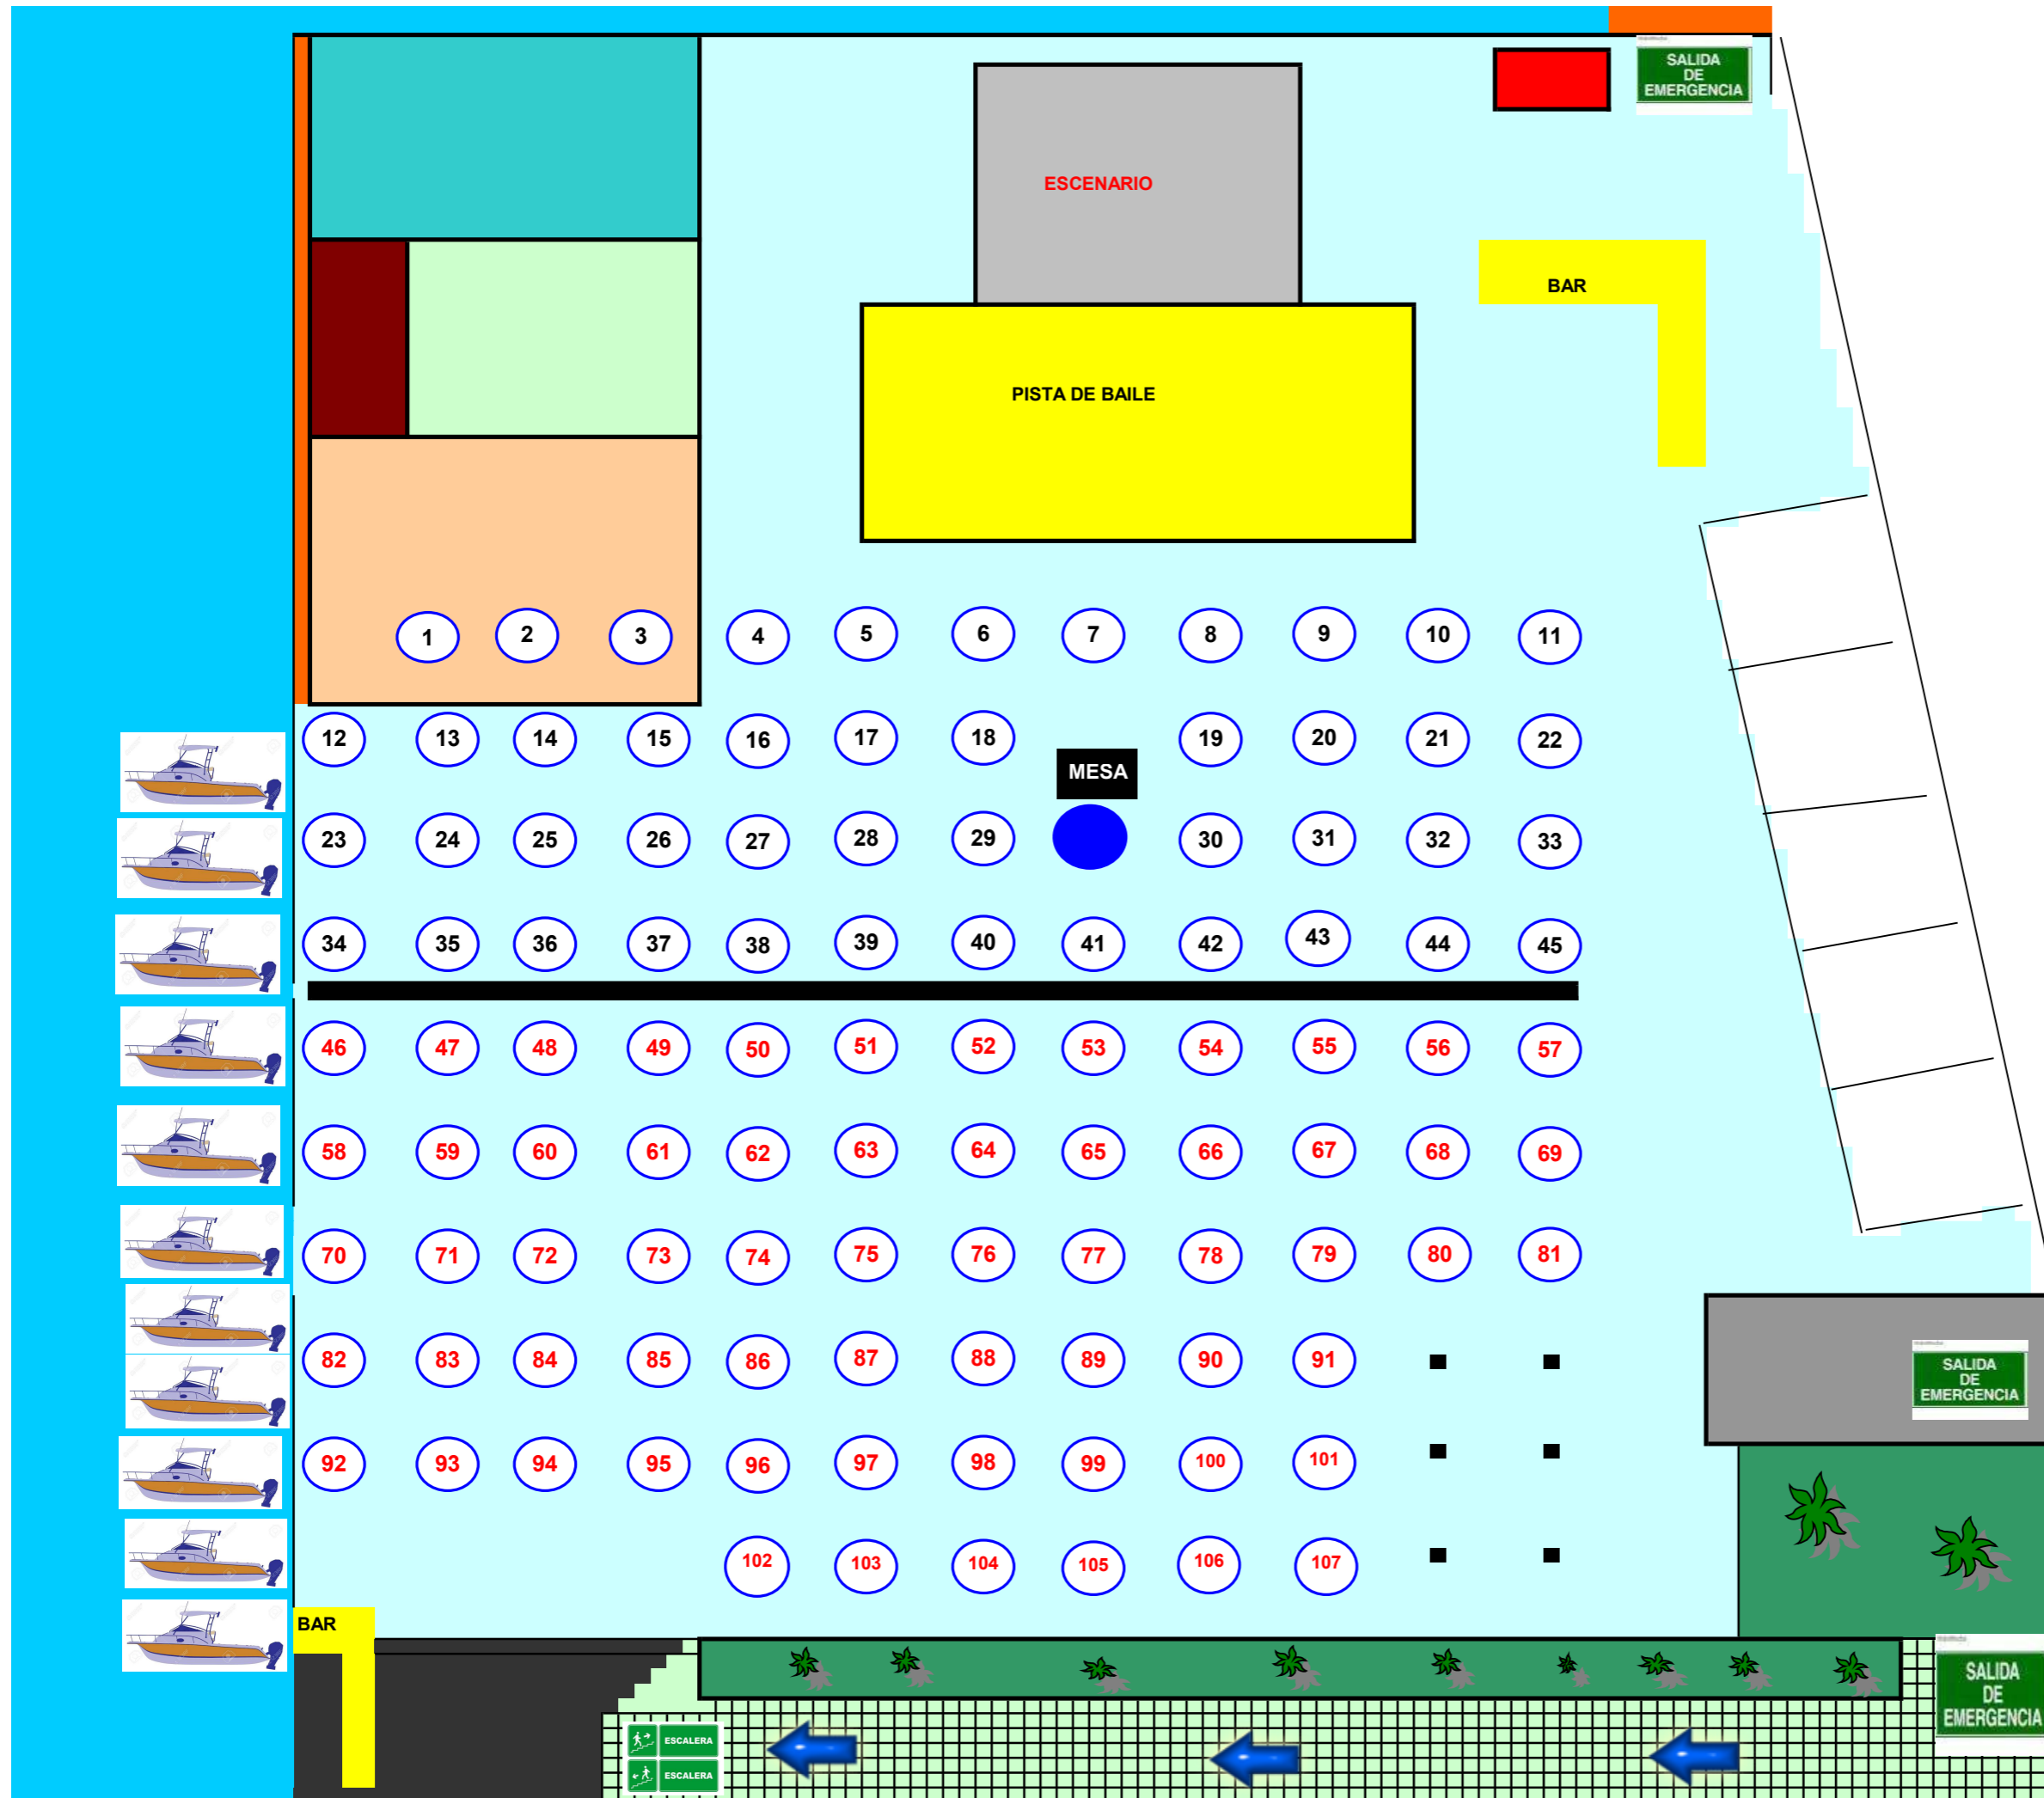 SALIDA
DE
EMERGENCIA
ESCENARIO
BAR
PISTA DE BAILE
1 2 3 4 5 6 7 8 9 10 11
12 13 14 15 16 17 18 19 20 21 22
MESA
23 24 25 26 27 28 29 30 31 32 33
34 35 36 37 38 39 40 41 42 43 44 45
46 47 48 49 50 51 52 53 54 55 56 57
58 59 60 61 62 63 64 65 66 67 68 69
70 71 72 73 74 75 76 77 78 79 80 81
82 83 84 85 86 87 88 89 90 91
SALIDA
DE
EMERGENCIA
92 93 94 95 96 97 98 99 100 101
102 103 104 105 106 107
BAR
SALIDA
DE
EMERGENCIA
ESCALERA
ESCALERA